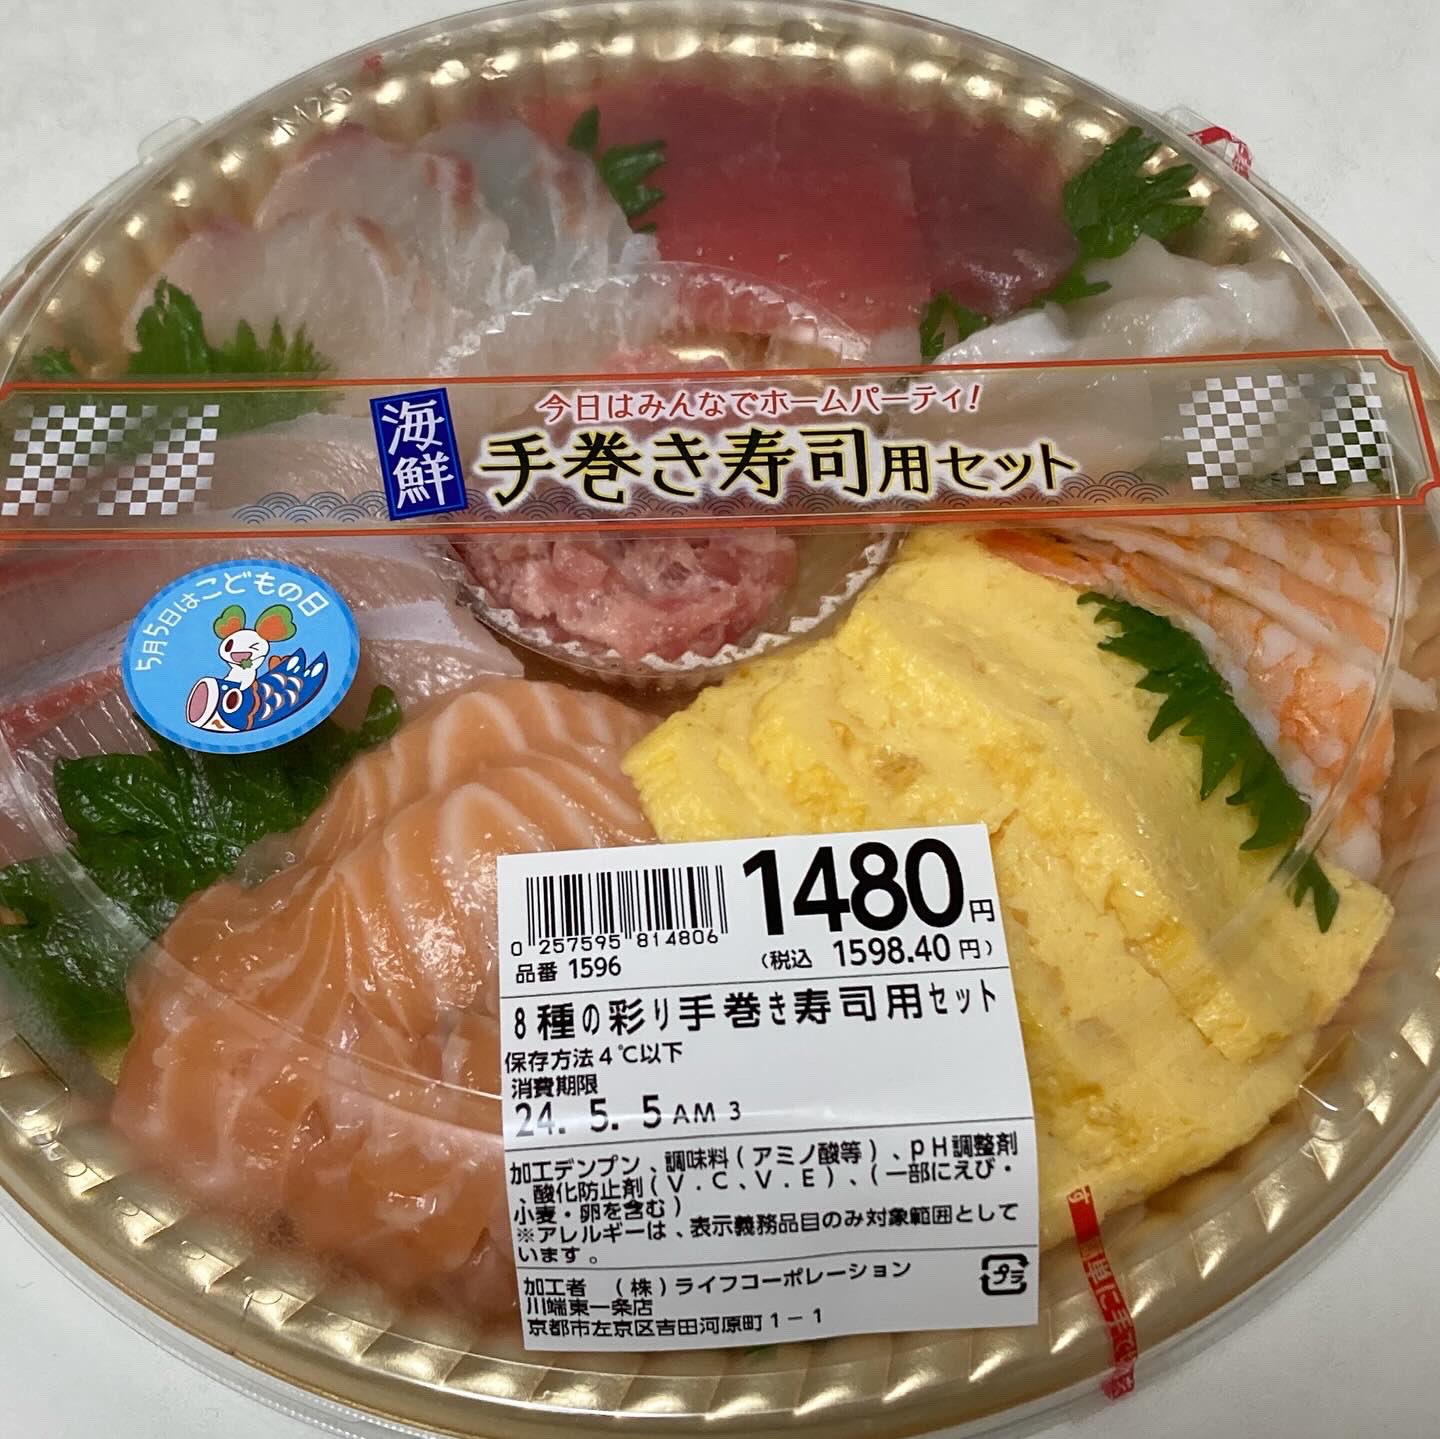 M25
今日はみんなでホームパーティ!
海鮮
手巻き寿司用セット
5月5日はこどもの日
1480円
0 257595 814806
品番 1596
(税込 1598.40円)
8種の彩り手巻き寿司用セット
保存方法4℃以下
消費期限
24. 5. 5 AM 3
加工デンプン、調味料(アミノ酸等)、pH調整剤
、酸化防止剤(V.C、V.E)、(一部にえび・
小麦・卵を含む)
※アレルギーは、表示義務品目のみ対象範囲として
います。
プラ
加工者 (株)ライフコーポレーション
川端東一条店
京都市左京区吉田河原町1-1